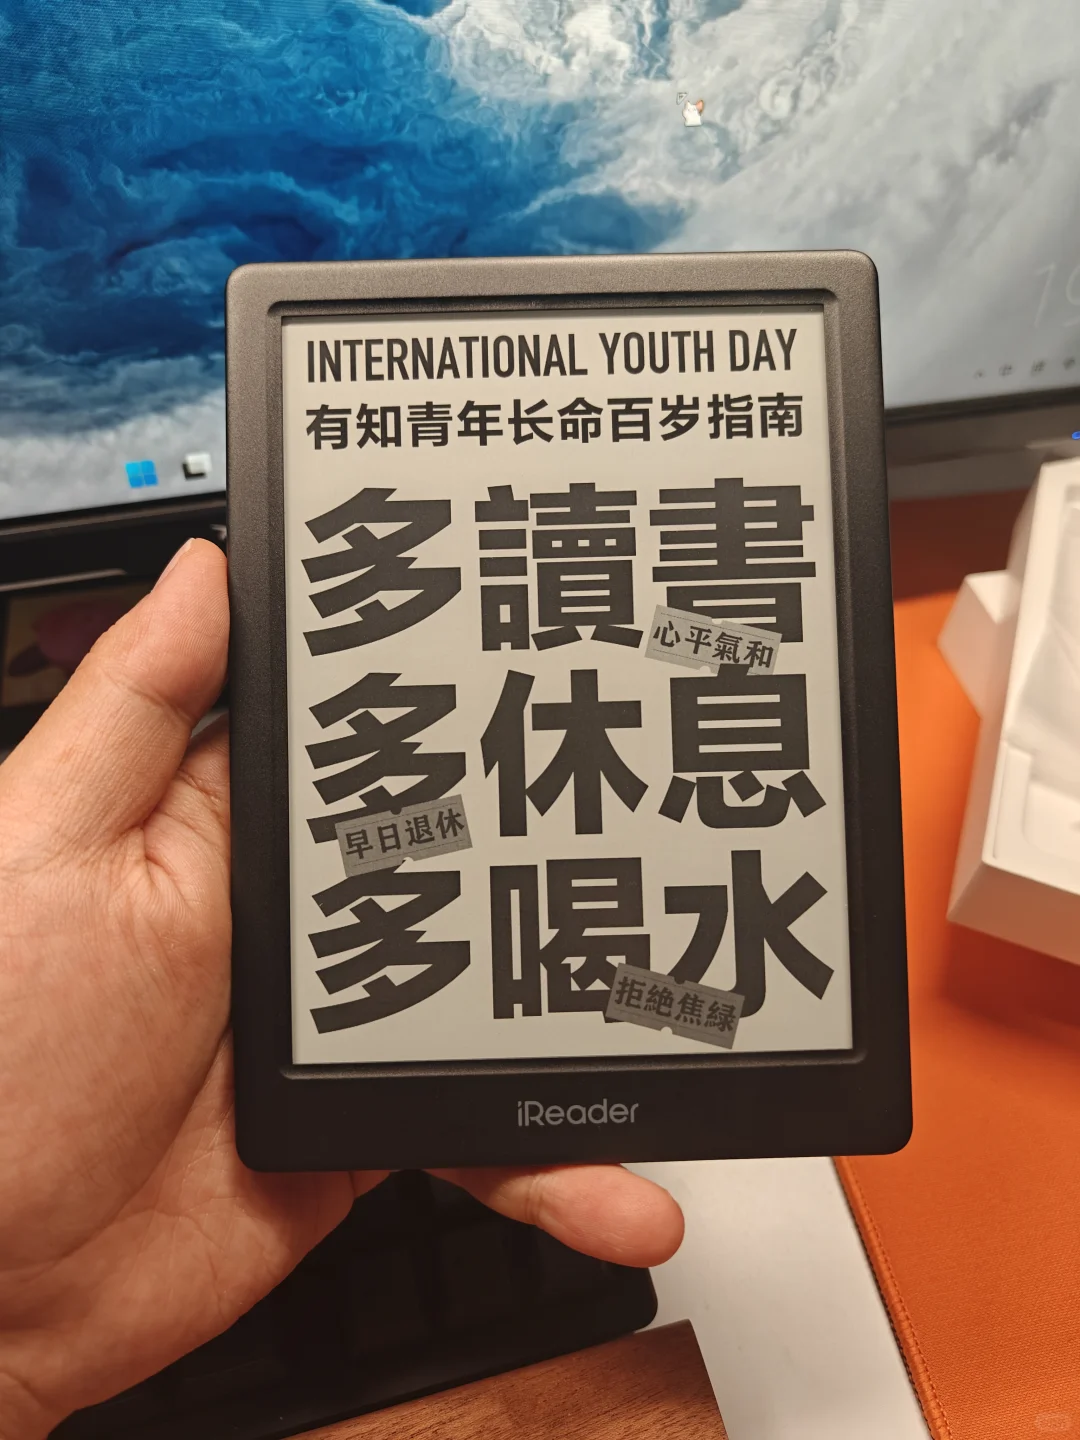 INTERNATIONAL YOUTH DAY
有知青年长命百岁指南
多讀書
心平氣和
多休息
早日退休
多喝水
拒絶焦緑
iReader